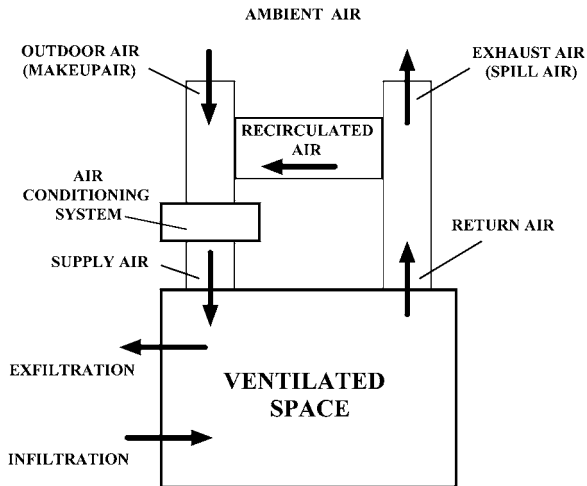 AMBIENT AIR
OUTDOOR AIR
(MAKEUPAIR)
EXHAUST AIR
(SPILL AIR)
RECIRCULATED
AIR
AIR
CONDITIONING
SYSTEM
SUPPLY AIR
RETURN AIR
EXFILTRATION
VENTILATED
SPACE
INFILTRATION